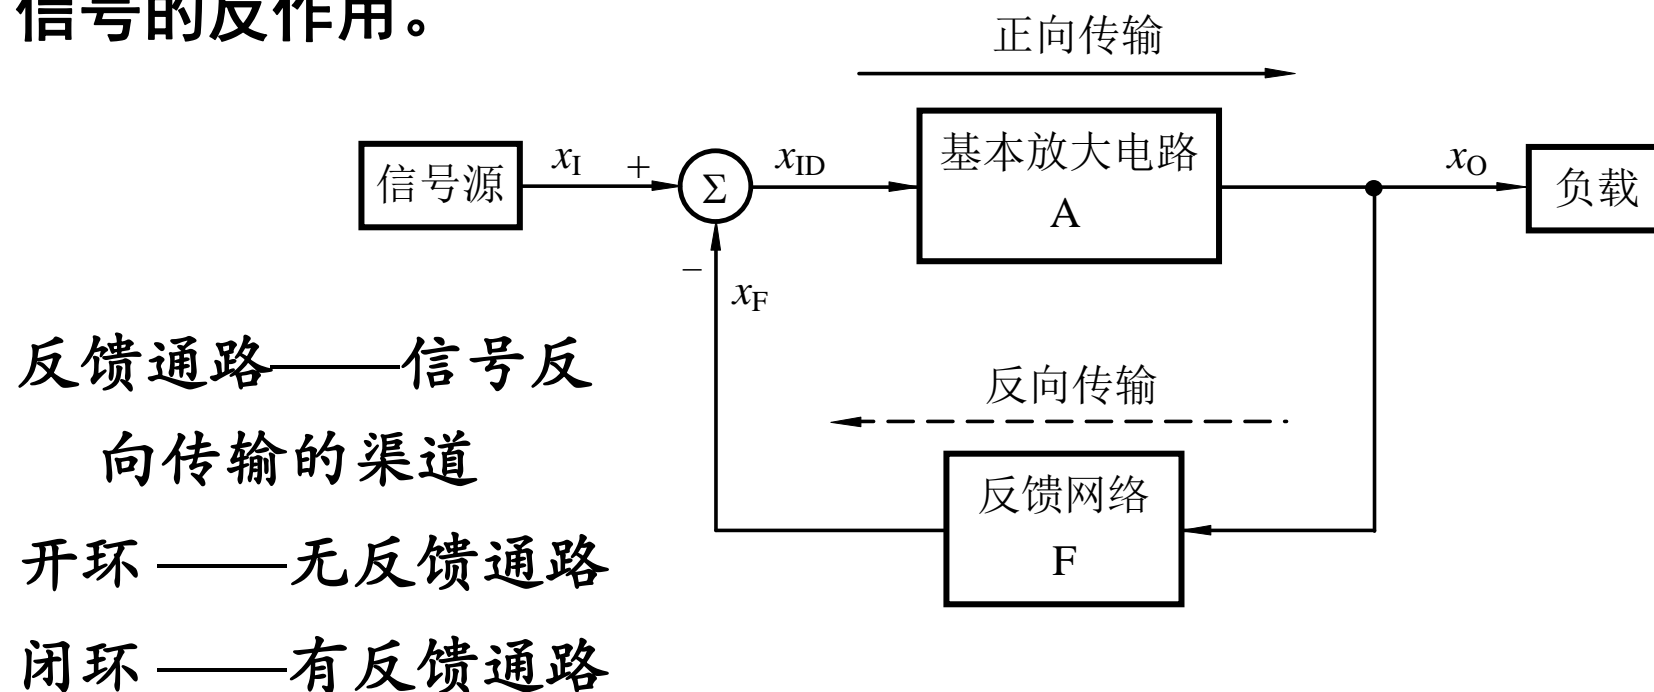 信号的反作用。
正向传输
信号源
xI
+
Σ
xID
基本放大电路
A
xO
负载
−
xF
反馈通路——信号反
向传输的渠道
反向传输
反馈网络
F
开环 ——无反馈通路
闭环 ——有反馈通路